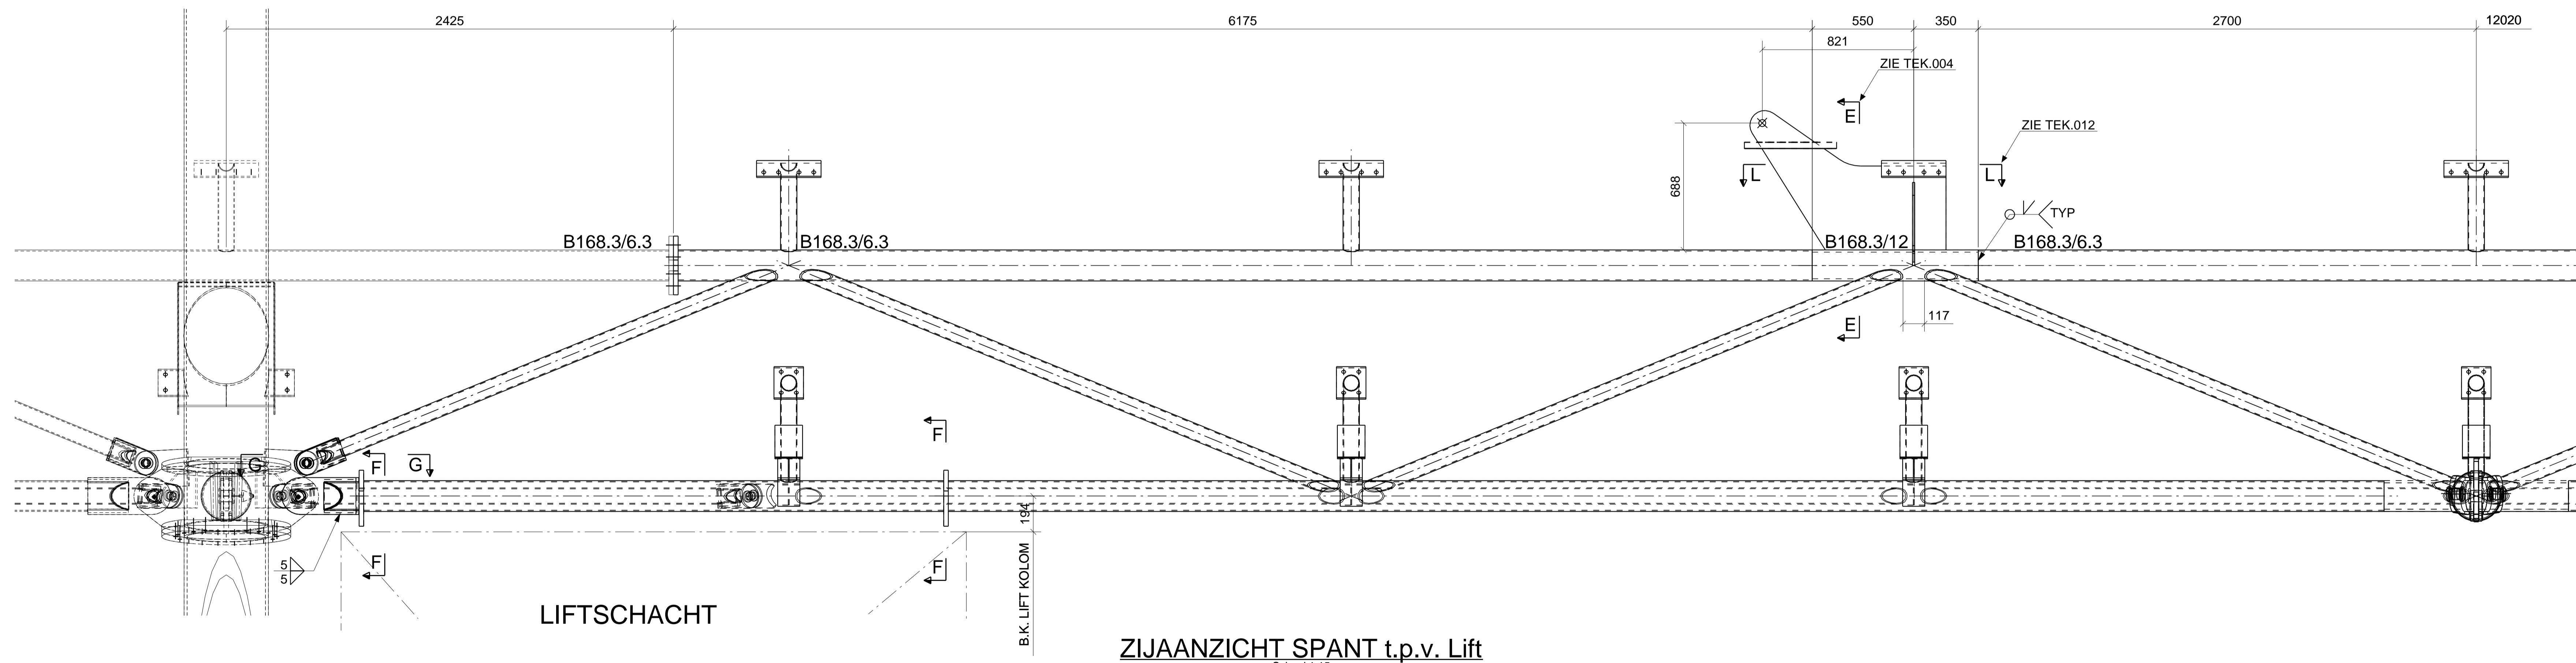 2425
6175
550
350
2700
12020
821
ZIE TEK.004
E
ZIE TEK.012
688
L
L
TYP
B168.3/6.3
B168.3/6.3
B168.3/12
B168.3/6.3
117
E
F
G
F
G
194
5
5
F
F
B.K. LIFT KOLOM
LIFTSCHACHT
ZIJAANZICHT SPANT t.p.v. Lift